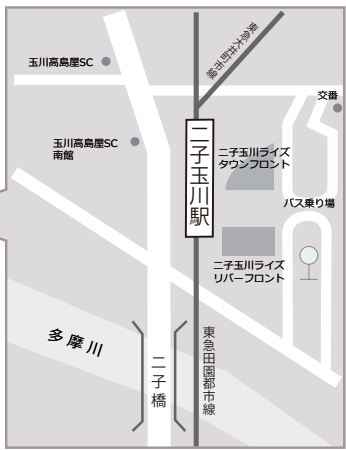 東急大井町市線
玉川高島屋SC
交番
玉川高島屋SC
南館
二子玉川駅
二子玉川ライズ
タウンフロント
バス乗り場
二子玉川ライズ
リバーフロント
多摩川
二子橋
東急田園都市線